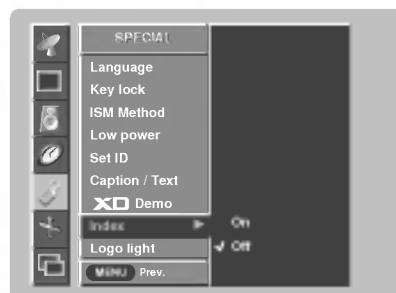 SPECIAL
Language
Key lock
ISM Method
Low power
Set ID
Caption / Text
XD Demo
Index
On
Off
Logo light
MENU Prev.